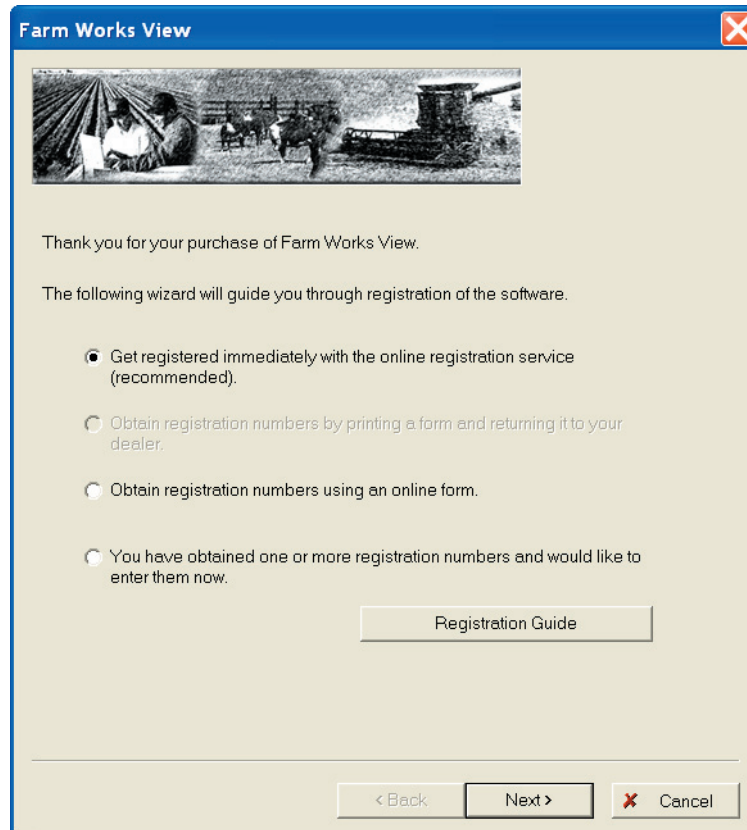 Farm Works View
Thank you for your purchase of Farm Works View.
The following wizard will guide you through registration of the software.
Get registered immediately with the online registration service
(recommended).
Obtain registration numbers by printing a form and returning it to your
dealer.
Obtain registration numbers using an online form.
You have obtained one or more registration numbers and would like to
enter them now.
Registration Guide
< Back
Next >
Cancel